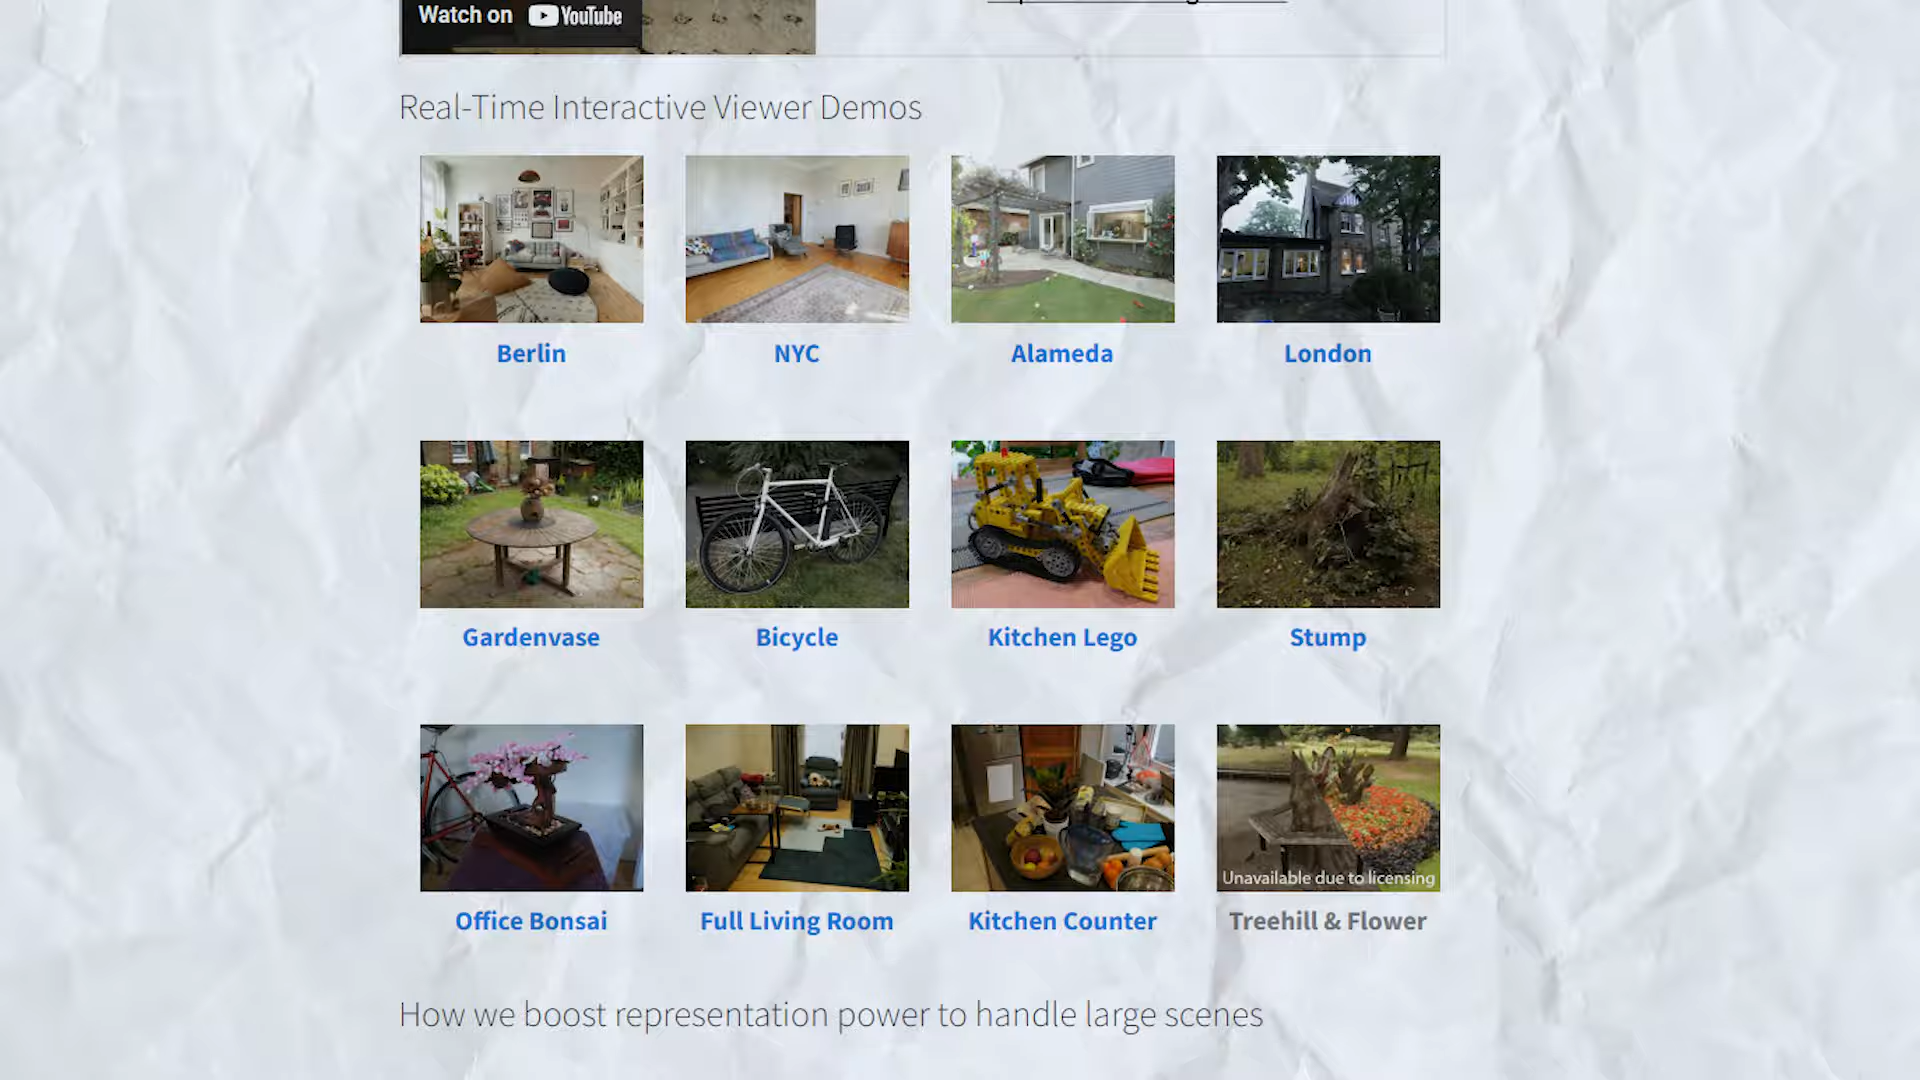 Watch on YouTube
Real-Time Interactive Viewer Demos
Berlin
NYC
Alameda
London
Gardenvase
Bicycle
Kitchen Lego
Stump
Unavailable due to licensing
Office Bonsai
Full Living Room
Kitchen Counter
Treehill & Flower
How we boost representation power to handle large scenes